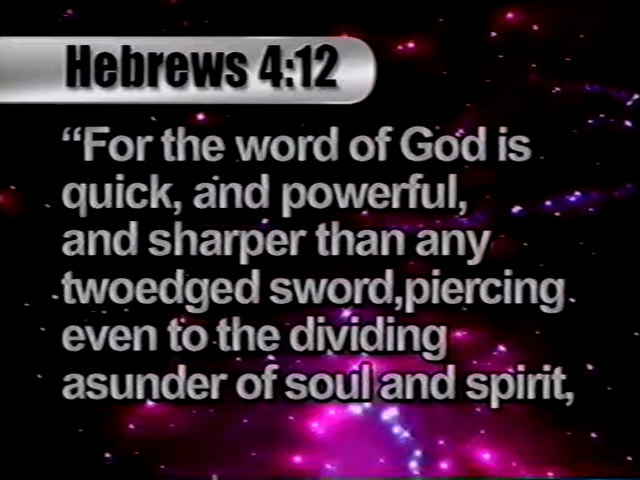 Hebrews 4:12
“For the word of God is
quick, and powerful,
and sharper than any
twoedged sword,piercing
even to the dividing
asunder of soul and spirit,